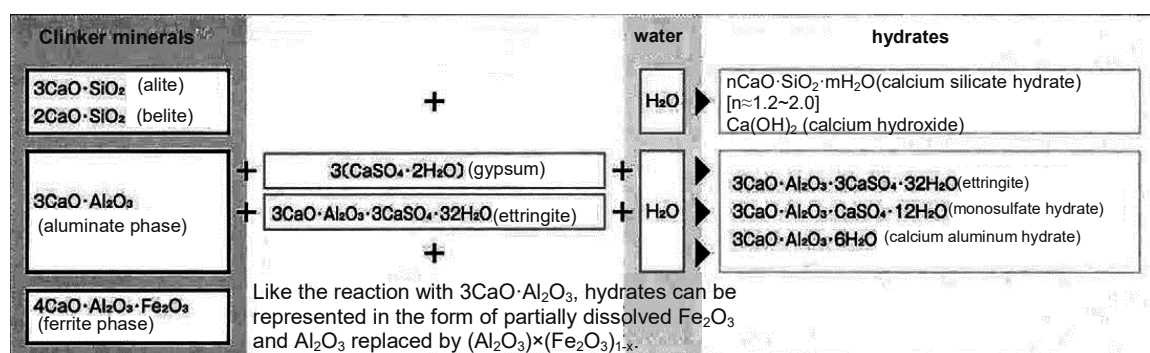 Clinker minerals
water
hydrates
3CaO·SiO₂ (alite)
2CaO·SiO₂ (belite)
+
H₂O
nCaO·SiO₂·mH₂O(calcium silicate hydrate)
[n≈1.2~2.0]
Ca(OH)₂ (calcium hydroxide)
3CaO·Al₂O₃
(aluminate phase)
+ 3(CaSO₄·2H₂O) (gypsum) +
+ 3CaO·Al₂O₃·3CaSO₄·32H₂O(ettringite) +
+
H₂O
3CaO·Al₂O₃·3CaSO₄·32H₂O(ettringite)
3CaO·Al₂O₃·CaSO₄·12H₂O(monosulfate hydrate)
3CaO·Al₂O₃·6H₂O (calcium aluminum hydrate)
4CaO·Al₂O₃·Fe₂O₃
(ferrite phase)
Like the reaction with 3CaO·Al₂O₃, hydrates can be
represented in the form of partially dissolved Fe₂O₃
and Al₂O₃ replaced by (Al₂O₃)×(Fe₂O₃)₁₋ₓ.